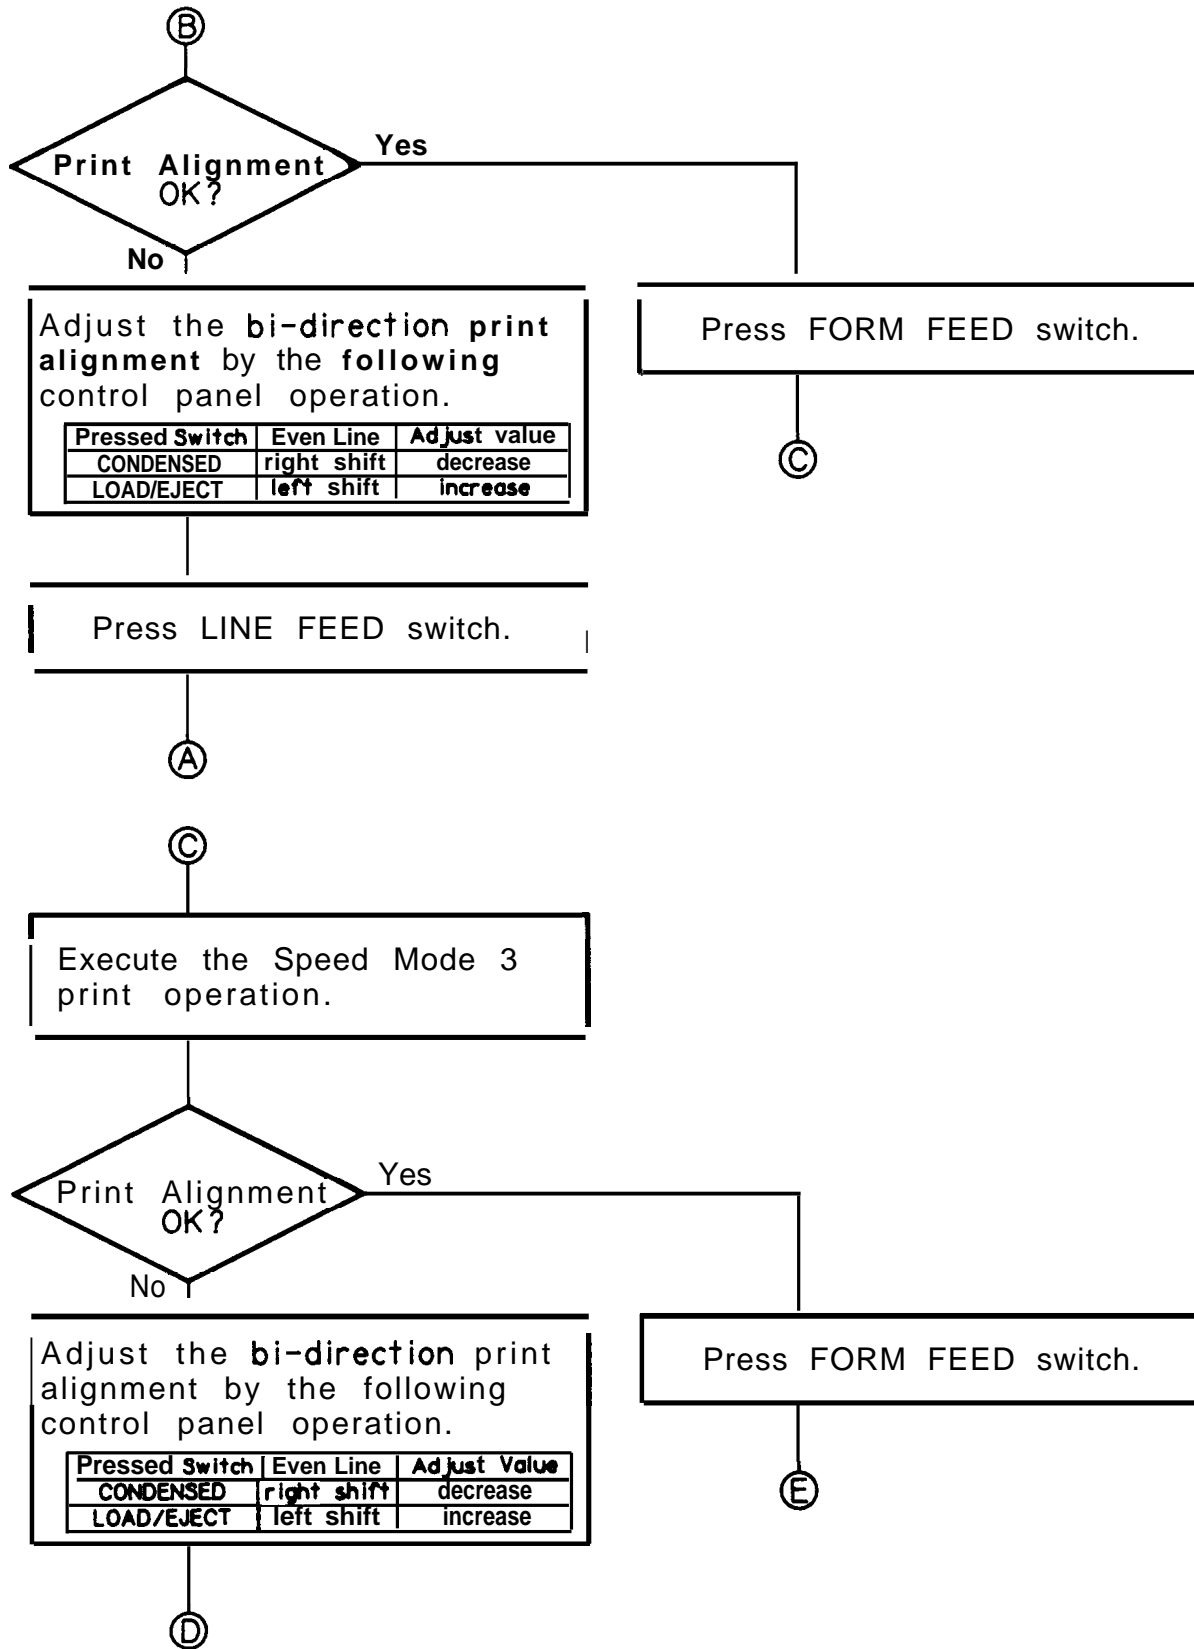 B
Print Alignment
OK?
Yes
No
Adjust the bi-direction print
alignment by the following
control panel operation.
Pressed Switch Even Line Adjust value
CONDENSED right shift decrease
LOAD/EJECT left shift increase
Press FORM FEED switch.
C
Press LINE FEED switch.
A
C
Execute the Speed Mode 3
print operation.
Print Alignment
OK?
Yes
No
Adjust the bi-direction print
alignment by the following
control panel operation.
Pressed Switch Even Line Adjust Value
CONDENSED right shift decrease
LOAD/EJECT left shift increase
Press FORM FEED switch.
E
D